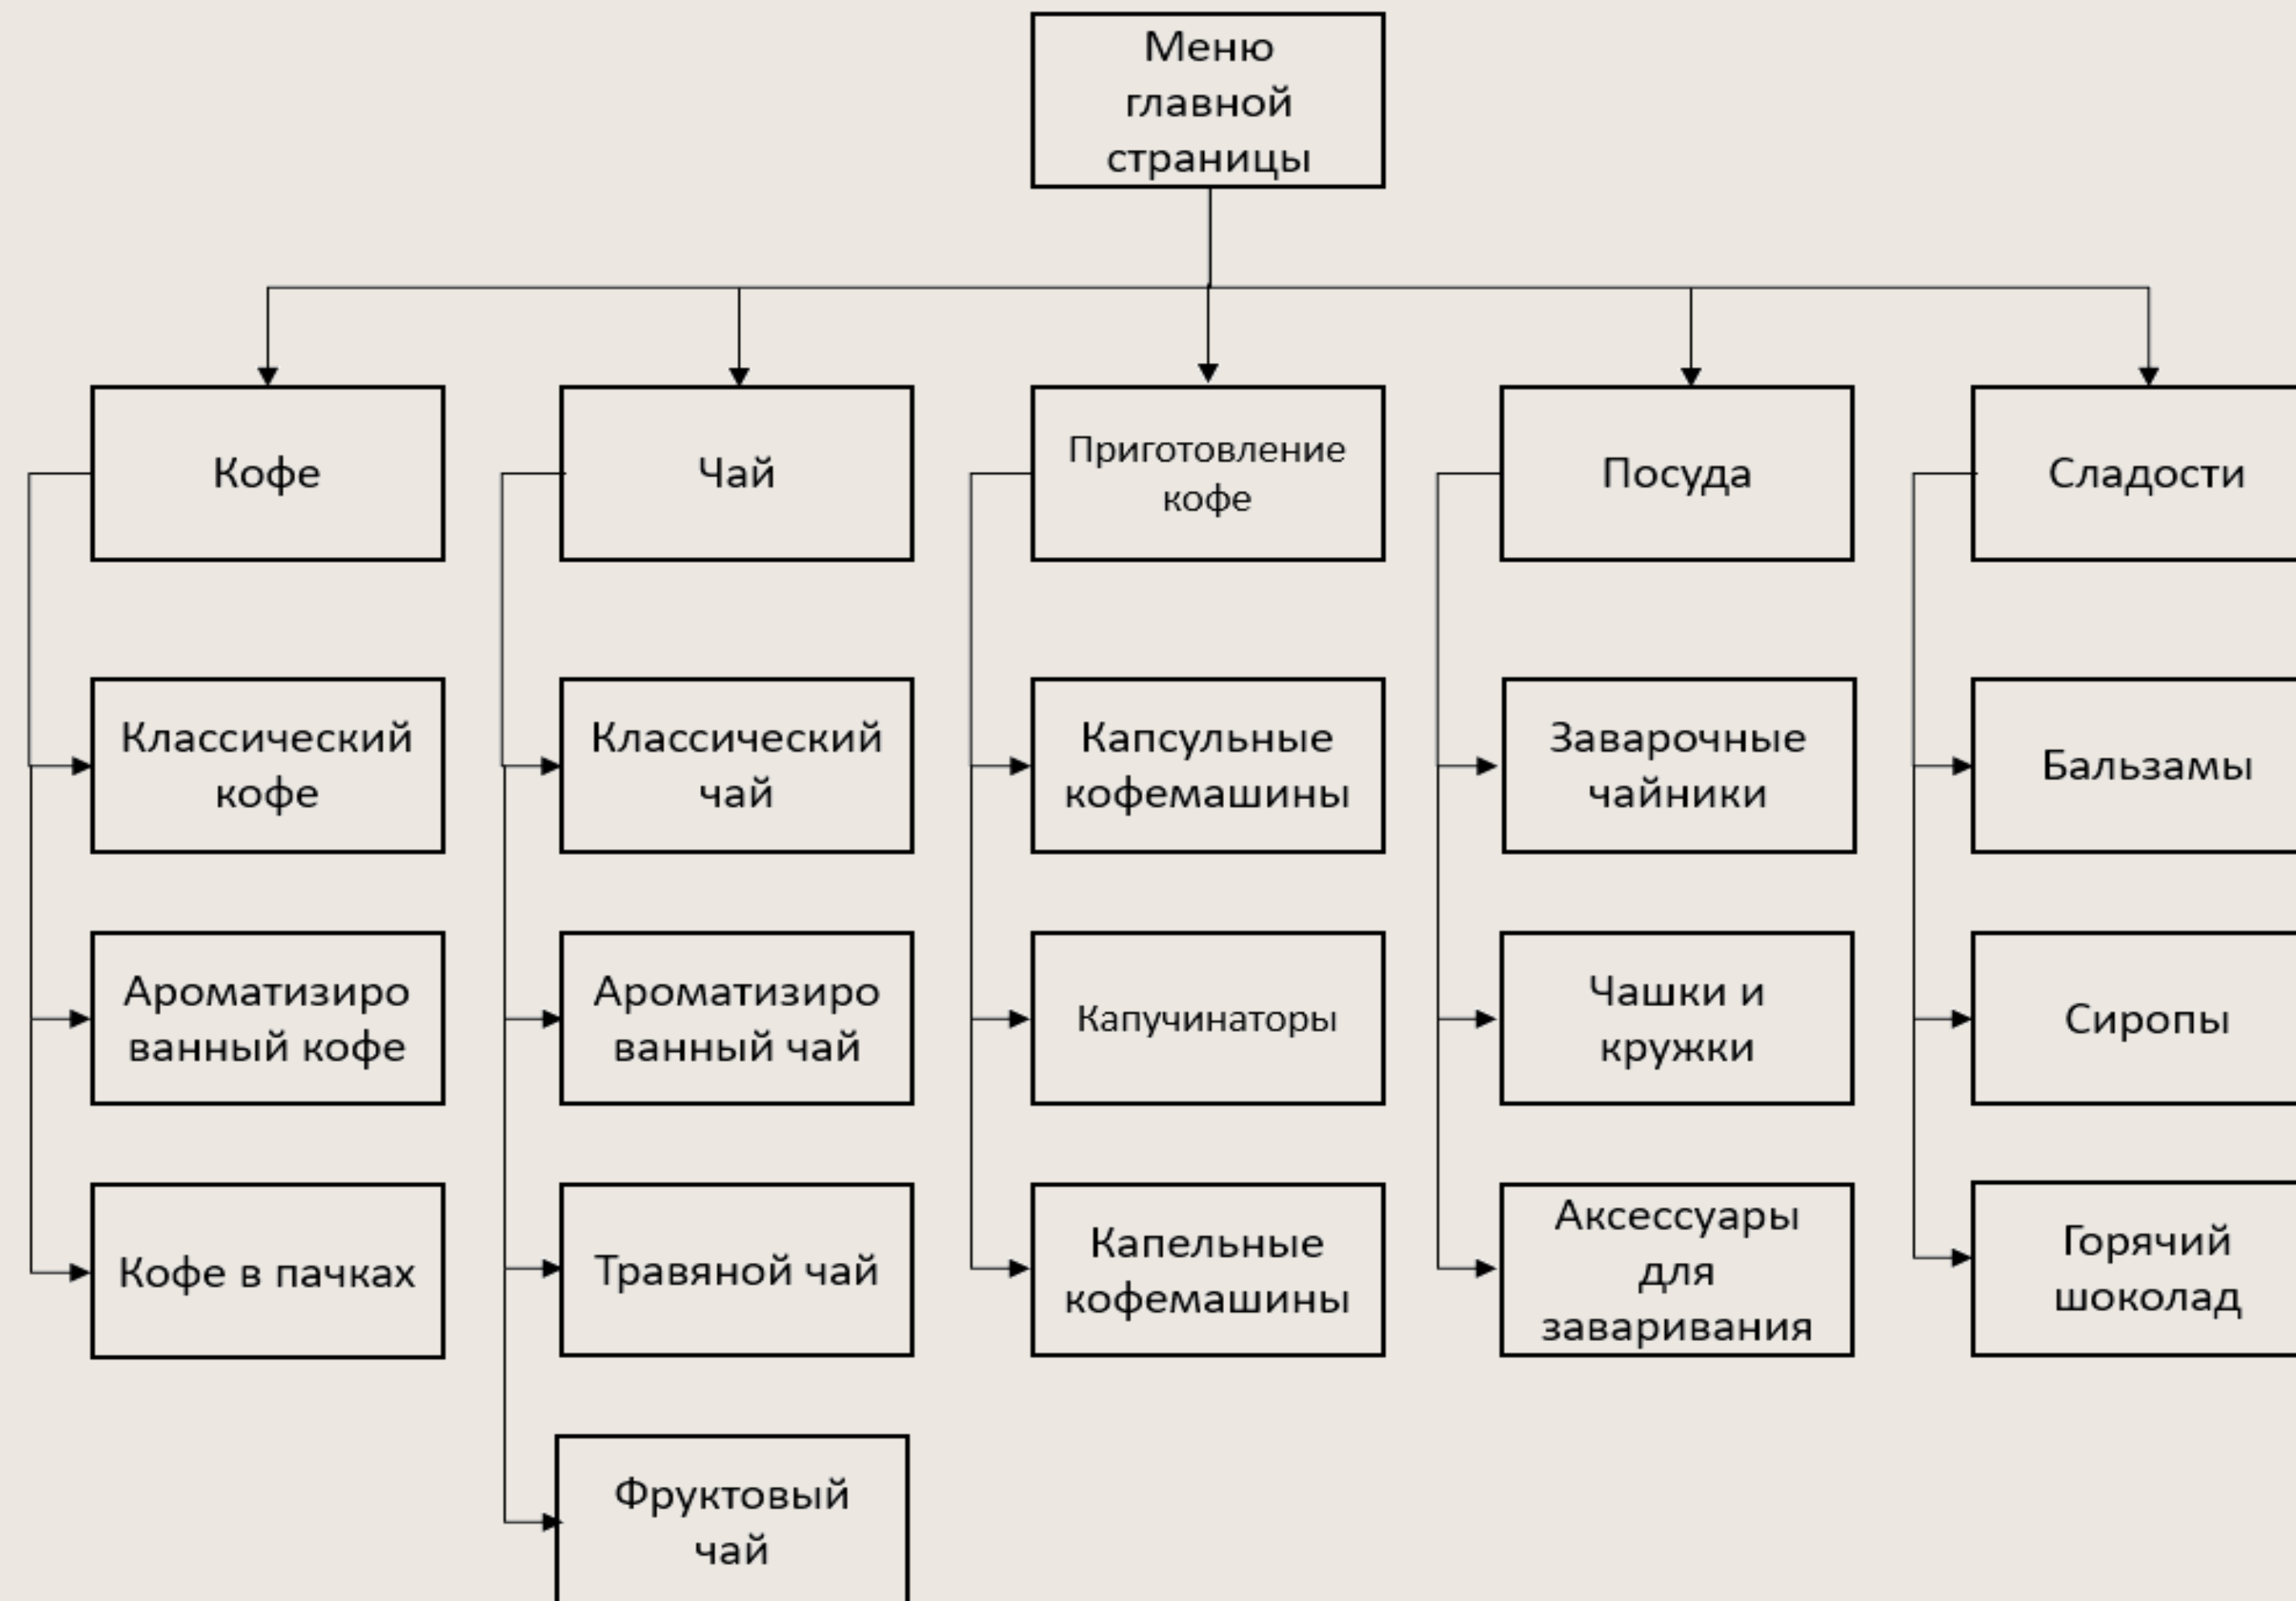 Меню
главной
страницы
Кофе
Чай
Приготовление
кофе
Посуда
Сладости
Классический
кофе
Классический
чай
Капсульные
кофемашины
Заварочные
чайники
Бальзамы
Ароматизиро
ванный кофе
Ароматизиро
ванный чай
Капучинаторы
Чашки и
кружки
Сиропы
Кофе в пачках
Травяной чай
Капельные
кофемашины
Аксессуары
для
заваривания
Горячий
шоколад
Фруктовый
чай